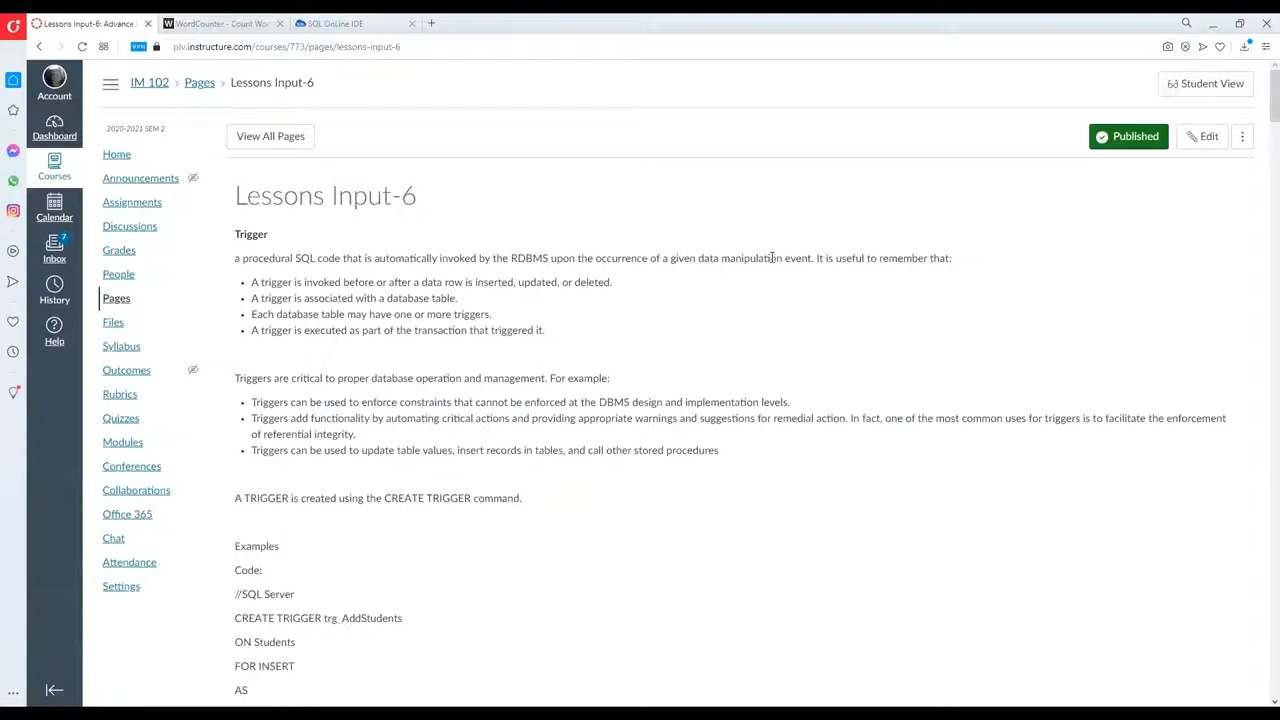 Lessons Input-6: Advance
WordCounter - Count Wo
SQL OnLine IDE
VPN
plv.instructure.com/courses/773/pages/lessons-input-6
Account
Dashboard
Courses
Calendar
7
Inbox
History
Help
IM 102 › Pages › Lessons Input-6
Student View
2020-2021 SEM 2
Home
Announcements
Assignments
Discussions
Grades
People
Pages
Files
Syllabus
Outcomes
Rubrics
Quizzes
Modules
Conferences
Collaborations
Office 365
Chat
Attendance
Settings
View All Pages
Published
Edit
Lessons Input-6
Trigger
a procedural SQL code that is automatically invoked by the RDBMS upon the occurrence of a given data manipulation event. It is useful to remember that:
• A trigger is invoked before or after a data row is inserted, updated, or deleted.
• A trigger is associated with a database table.
• Each database table may have one or more triggers.
• A trigger is executed as part of the transaction that triggered it.
Triggers are critical to proper database operation and management. For example:
• Triggers can be used to enforce constraints that cannot be enforced at the DBMS design and implementation levels.
• Triggers add functionality by automating critical actions and providing appropriate warnings and suggestions for remedial action. In fact, one of the most common uses for triggers is to facilitate the enforcement
of referential integrity.
• Triggers can be used to update table values, insert records in tables, and call other stored procedures
A TRIGGER is created using the CREATE TRIGGER command.
Examples
Code:
//SQL Server
CREATE TRIGGER trg_AddStudents
ON Students
FOR INSERT
AS